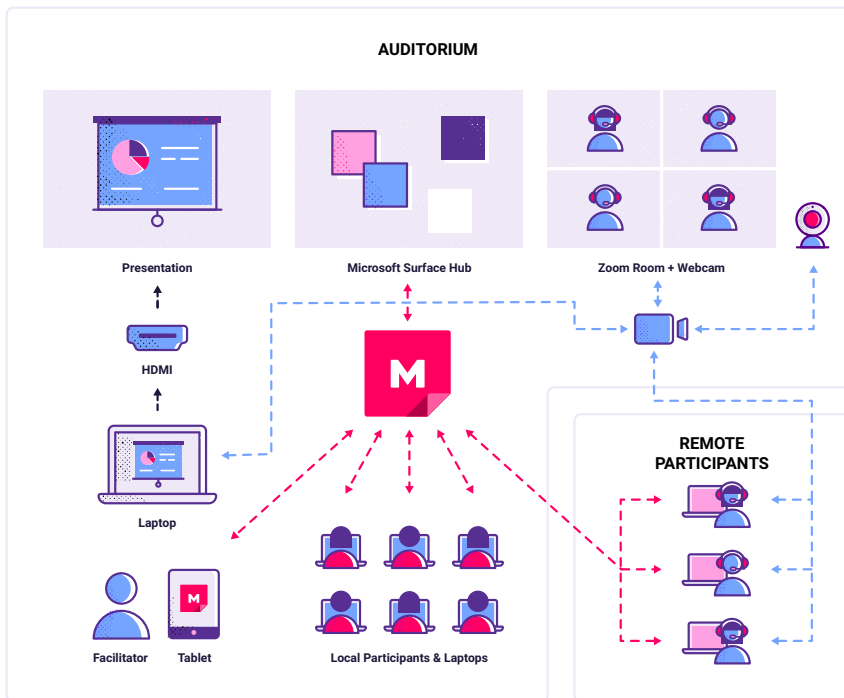 AUDITORIUM
Presentation
Microsoft Surface Hub
Zoom Room + Webcam
HDMI
M
Laptop
REMOTE
PARTICIPANTS
M
Facilitator
Tablet
Local Participants & Laptops